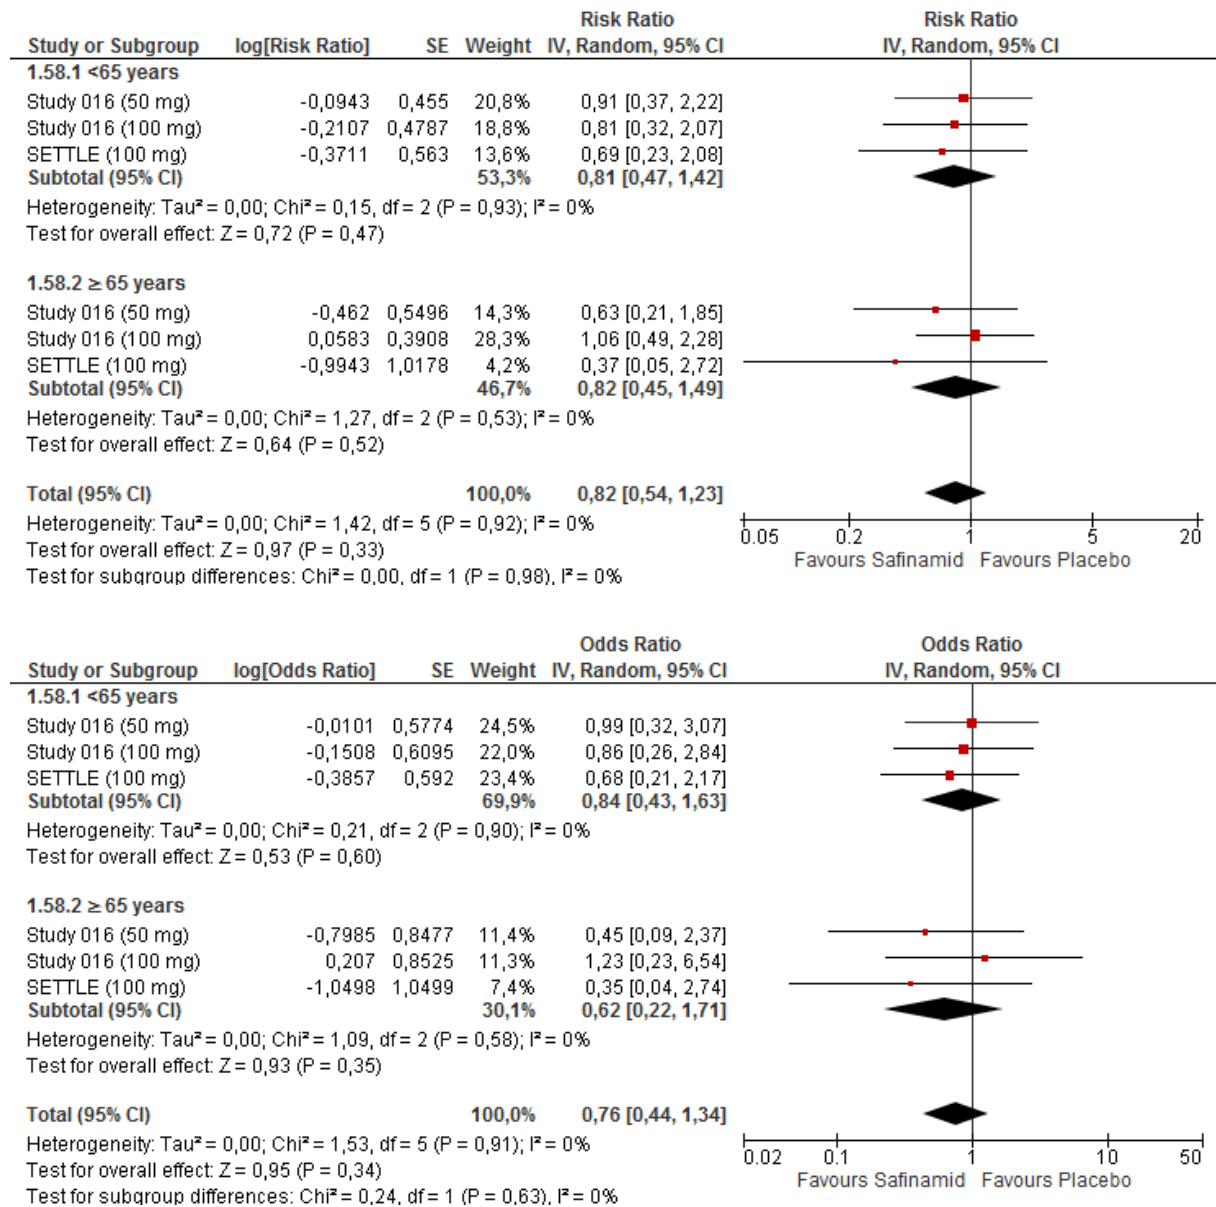 Risk Ratio Risk Ratio
Study or Subgroup log[Risk Ratio] SE Weight IV, Random, 95% CI IV, Random, 95% CI
1.58.1 <65 years
Study 016 (50 mg) -0,0943 0,455 20,8% 0,91 [0,37, 2,22]
Study 016 (100 mg) -0,2107 0,4787 18,8% 0,81 [0,32, 2,07]
SETTLE (100 mg) -0,3711 0,563 13,6% 0,69 [0,23, 2,08]
Subtotal (95% CI) 53,3% 0,81 [0,47, 1,42]
Heterogeneity: Tau² = 0,00; Chi² = 0,15, df = 2 (P = 0,93); I² = 0%
Test for overall effect: Z = 0,72 (P = 0,47)
1.58.2 ≥ 65 years
Study 016 (50 mg) -0,462 0,5496 14,3% 0,63 [0,21, 1,85]
Study 016 (100 mg) 0,0583 0,3908 28,3% 1,06 [0,49, 2,28]
SETTLE (100 mg) -0,9943 1,0178 4,2% 0,37 [0,05, 2,72]
Subtotal (95% CI) 46,7% 0,82 [0,45, 1,49]
Heterogeneity: Tau² = 0,00; Chi² = 1,27, df = 2 (P = 0,53); I² = 0%
Test for overall effect: Z = 0,64 (P = 0,52)
Total (95% CI) 100,0% 0,82 [0,54, 1,23]
Heterogeneity: Tau² = 0,00; Chi² = 1,42, df = 5 (P = 0,92); I² = 0%
Test for overall effect: Z = 0,97 (P = 0,33)
Test for subgroup differences: Chi² = 0,00, df = 1 (P = 0,98), I² = 0%
0.05 0.2 1 5 20
Favours Safinamid Favours Placebo
Odds Ratio Odds Ratio
Study or Subgroup log[Odds Ratio] SE Weight IV, Random, 95% CI IV, Random, 95% CI
1.58.1 <65 years
Study 016 (50 mg) -0,0101 0,5774 24,5% 0,99 [0,32, 3,07]
Study 016 (100 mg) -0,1508 0,6095 22,0% 0,86 [0,26, 2,84]
SETTLE (100 mg) -0,3857 0,592 23,4% 0,68 [0,21, 2,17]
Subtotal (95% CI) 69,9% 0,84 [0,43, 1,63]
Heterogeneity: Tau² = 0,00; Chi² = 0,21, df = 2 (P = 0,90); I² = 0%
Test for overall effect: Z = 0,53 (P = 0,60)
1.58.2 ≥ 65 years
Study 016 (50 mg) -0,7985 0,8477 11,4% 0,45 [0,09, 2,37]
Study 016 (100 mg) 0,207 0,8525 11,3% 1,23 [0,23, 6,54]
SETTLE (100 mg) -1,0498 1,0499 7,4% 0,35 [0,04, 2,74]
Subtotal (95% CI) 30,1% 0,62 [0,22, 1,71]
Heterogeneity: Tau² = 0,00; Chi² = 1,09, df = 2 (P = 0,58); I² = 0%
Test for overall effect: Z = 0,93 (P = 0,35)
Total (95% CI) 100,0% 0,76 [0,44, 1,34]
Heterogeneity: Tau² = 0,00; Chi² = 1,53, df = 5 (P = 0,91); I² = 0%
Test for overall effect: Z = 0,95 (P = 0,34)
Test for subgroup differences: Chi² = 0,24, df = 1 (P = 0,63), I² = 0%
0.02 0.1 1 10 50
Favours Safinamid Favours Placebo